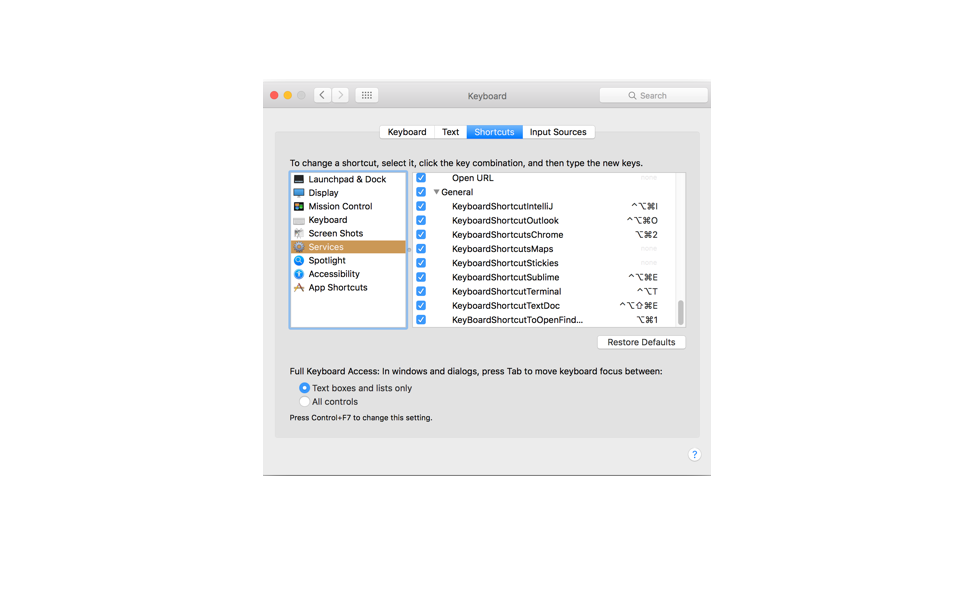 Keyboard
Search
Keyboard Text Shortcuts Input Sources
To change a shortcut, select it, click the key combination, and then type the new keys.
Launchpad & Dock
Display
Mission Control
Keyboard
Screen Shots
Services
Spotlight
Accessibility
App Shortcuts
Open URL none
General
KeyboardShortcutIntelliJ ^⌥⌘I
KeyboardShortcutOutlook ^⌥⌘O
KeyboardShortcutsChrome ⌥⌘2
KeyboardShortcutsMaps none
KeyboardShortcutStickies none
KeyboardShortcutSublime ^⌥⌘E
KeyboardShortcutTerminal ^⌥T
KeyboardShortcutTextDoc ^⌥⇧⌘E
KeyBoardShortcutToOpenFind... ⌥⌘1
Restore Defaults
Full Keyboard Access: In windows and dialogs, press Tab to move keyboard focus between:
Text boxes and lists only
All controls
Press Control+F7 to change this setting.
?